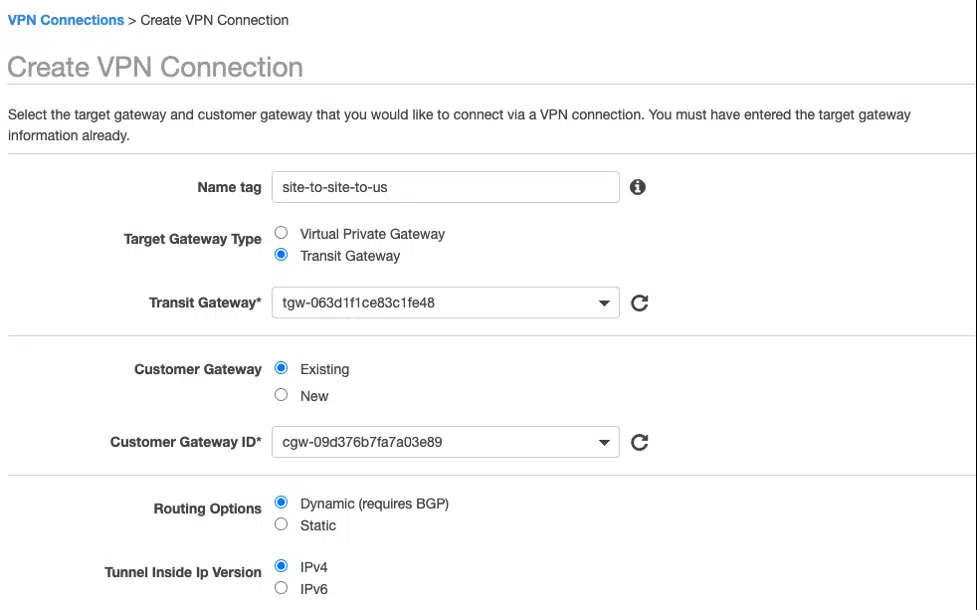 VPN Connections > Create VPN Connection
Create VPN Connection
Select the target gateway and customer gateway that you would like to connect via a VPN connection. You must have entered the target gateway
information already.
Name tag site-to-site-to-us
Target Gateway Type Virtual Private Gateway
Transit Gateway
Transit Gateway* tgw-063d1f1ce83c1fe48
Customer Gateway Existing
New
Customer Gateway ID* cgw-09d376b7fa7a03e89
Routing Options Dynamic (requires BGP)
Static
Tunnel Inside Ip Version IPv4
IPv6